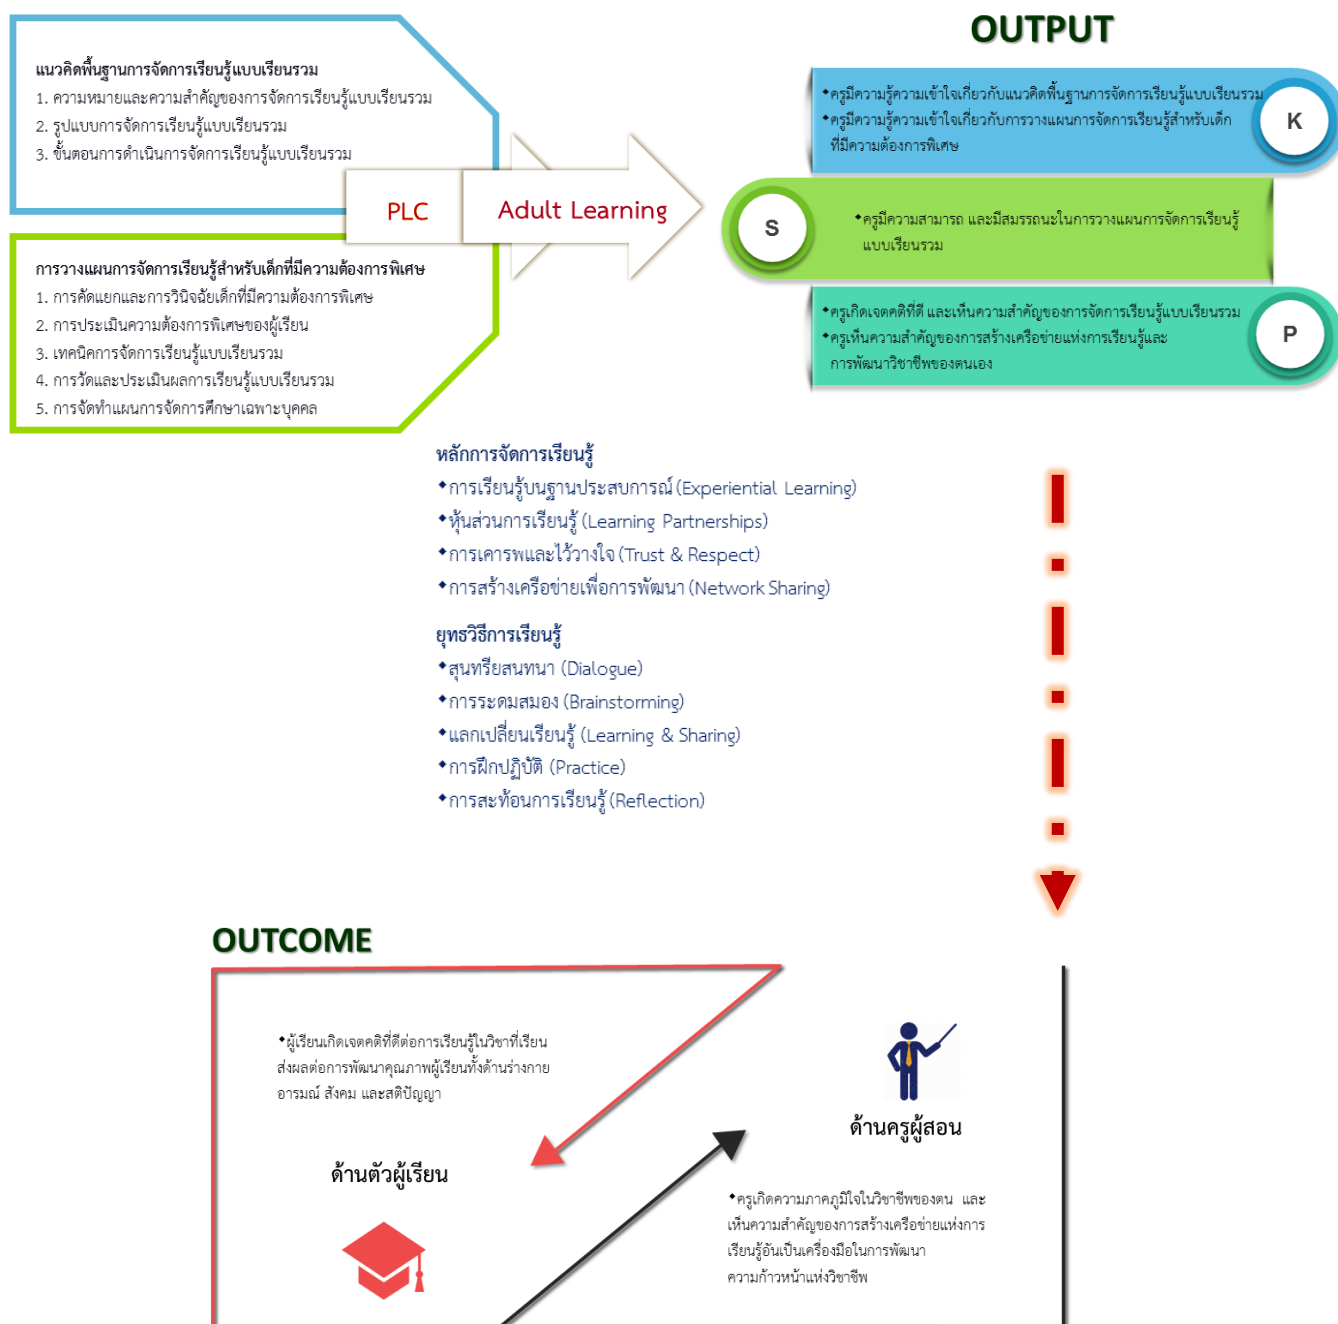 แนวคิดพื้นฐานการจัดการเรียนรู้แบบเรียนรวม
1. ความหมายและความสำคัญของการจัดการเรียนรู้แบบเรียนรวม
2. รูปแบบการจัดการเรียนรู้แบบเรียนรวม
3. ขั้นตอนการดำเนินการจัดการเรียนรู้แบบเรียนรวม
การวางแผนการจัดการเรียนรู้สำหรับเด็กที่มีความต้องการพิเศษ
1. การคัดแยกและการวินิจฉัยเด็กที่มีความต้องการพิเศษ
2. การประเมินความต้องการพิเศษของผู้เรียน
3. เทคนิคการจัดการเรียนรู้แบบเรียนรวม
4. การวัดและประเมินผลการเรียนรู้แบบเรียนรวม
5. การจัดทำแผนการจัดการศึกษาเฉพาะบุคคล
PLC
Adult Learning
OUTPUT
◆ครูมีความรู้ความเข้าใจเกี่ยวกับแนวคิดพื้นฐานการจัดการเรียนรู้แบบเรียนรวม
◆ครูมีความรู้ความเข้าใจเกี่ยวกับการวางแผนการจัดการเรียนรู้สำหรับเด็ก
ที่มีความต้องการพิเศษ
K
S
◆ครูมีความสามารถ และมีสมรรถนะในการวางแผนการจัดการเรียนรู้
แบบเรียนรวม
◆ครูเกิดเจตคติที่ดี และเห็นความสำคัญของการจัดการเรียนรู้แบบเรียนรวม
◆ครูเห็นความสำคัญของการสร้างเครือข่ายแห่งการเรียนรู้และ
การพัฒนาวิชาชีพของตนเอง
P
หลักการจัดการเรียนรู้
◆การเรียนรู้บนฐานประสบการณ์ (Experiential Learning)
◆หุ้นส่วนการเรียนรู้ (Learning Partnerships)
◆การเคารพและไว้วางใจ (Trust & Respect)
◆การสร้างเครือข่ายเพื่อการพัฒนา (Network Sharing)
ยุทธวิธีการเรียนรู้
◆สุนทรียสนทนา (Dialogue)
◆การระดมสมอง (Brainstorming)
◆แลกเปลี่ยนเรียนรู้ (Learning & Sharing)
◆การฝึกปฏิบัติ (Practice)
◆การสะท้อนการเรียนรู้ (Reflection)
OUTCOME
◆ผู้เรียนเกิดเจตคติที่ดีต่อการเรียนรู้ในวิชาที่เรียน
ส่งผลต่อการพัฒนาคุณภาพผู้เรียนทั้งด้านร่างกาย
อารมณ์ สังคม และสติปัญญา
ด้านตัวผู้เรียน
ด้านครูผู้สอน
◆ครูเกิดความภาคภูมิใจในวิชาชีพของตน และ
เห็นความสำคัญของการสร้างเครือข่ายแห่งการ
เรียนรู้อันเป็นเครื่องมือในการพัฒนา
ความก้าวหน้าแห่งวิชาชีพ